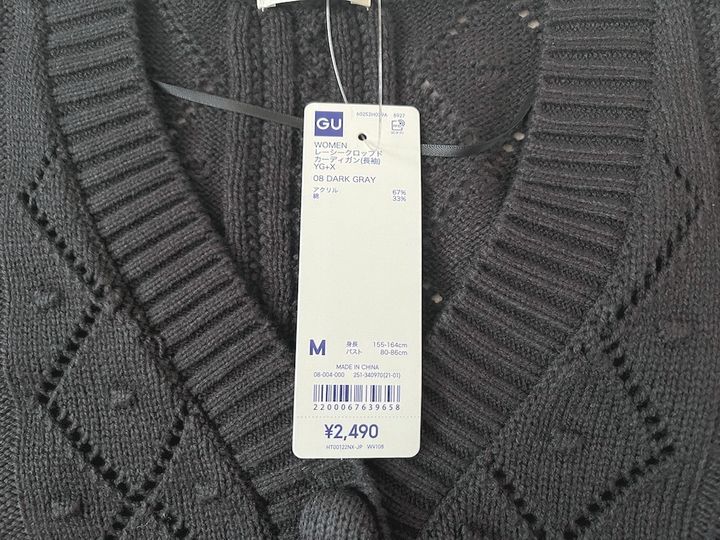 GU
WOMEN
レーシークロップド
カーディガン(長袖)
YG+X
08 DARK GRAY
アクリル 67%
綿 33%
M 身長 155-164cm
バスト 80-86cm
MADE IN CHINA
08-004-000 251-340970(21-01)
2200067639658
¥2,490
HT00122NX-JP WV108